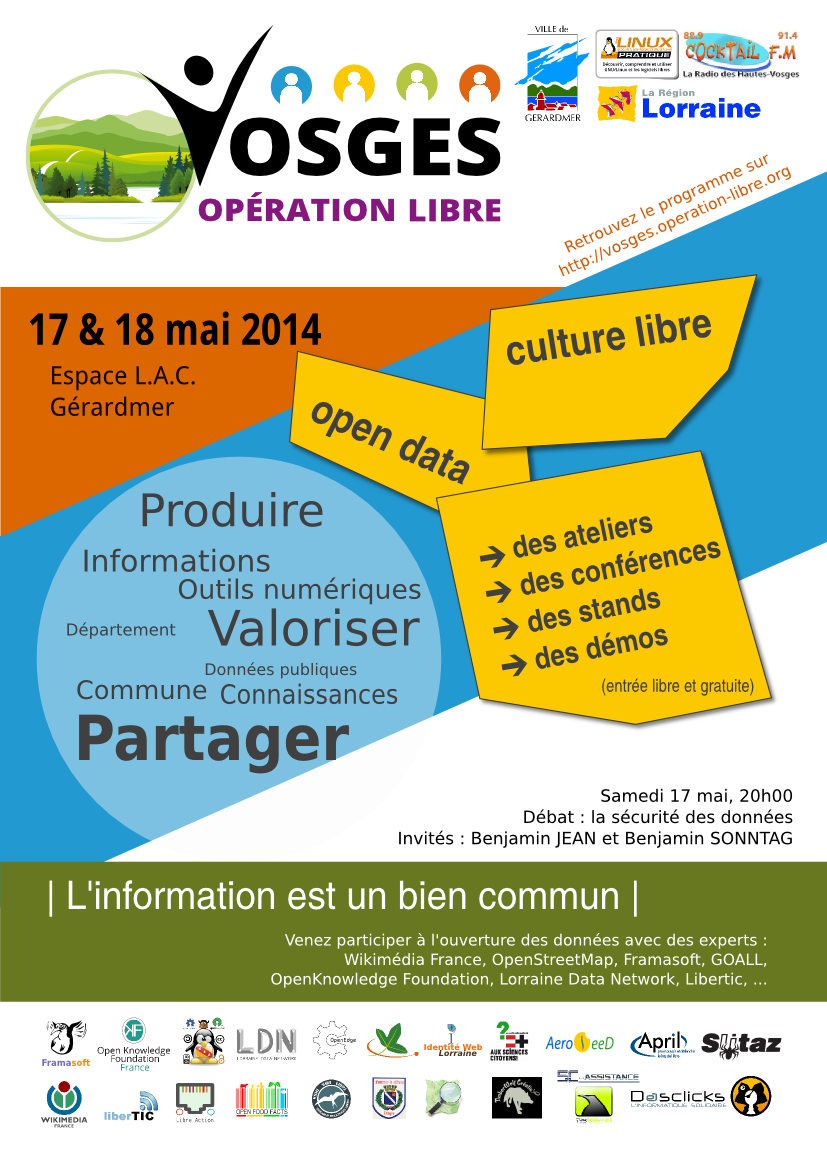 VILLE de
GERARDMER
LINUX
PRATIQUE
88.9
91.4
COCKTAIL F.M
La Radio des Hautes-Vosges
La Région
Lorraine
VOSGES
OPÉRATION LIBRE
Retrouvez le programme sur
http://vosges.operation-libre.org
17 & 18 mai 2014
Espace L.A.C.
Gérardmer
culture libre
open data
➔ des ateliers
➔ des conférences
➔ des stands
➔ des démos
(entrée libre et gratuite)
Produire
Informations
Outils numériques
Département
Valoriser
Données publiques
Commune
Connaissances
Partager
Samedi 17 mai, 20h00
Débat : la sécurité des données
Invités : Benjamin JEAN et Benjamin SONNTAG
| L'information est un bien commun |
Venez participer à l'ouverture des données avec des experts :
Wikimédia France, OpenStreetMap, Framasoft, GOALL,
OpenKnowledge Foundation, Lorraine Data Network, Libertic, ...
Framasoft
Open Knowledge
Foundation
France
LDN
LORRAINE DATA NETWORK
OpenEdge
Identité Web
Lorraine
AUX SCIENCES
CITOYENS!
AeroSeeD
April
SliTaz
WIKIMEDIA
FRANCE
liberTIC
Libre Action
OPEN FOOD FACTS
SC-ASSISTANCE
Dasclicks
L'INFORMATIQUE SOLIDAIRE